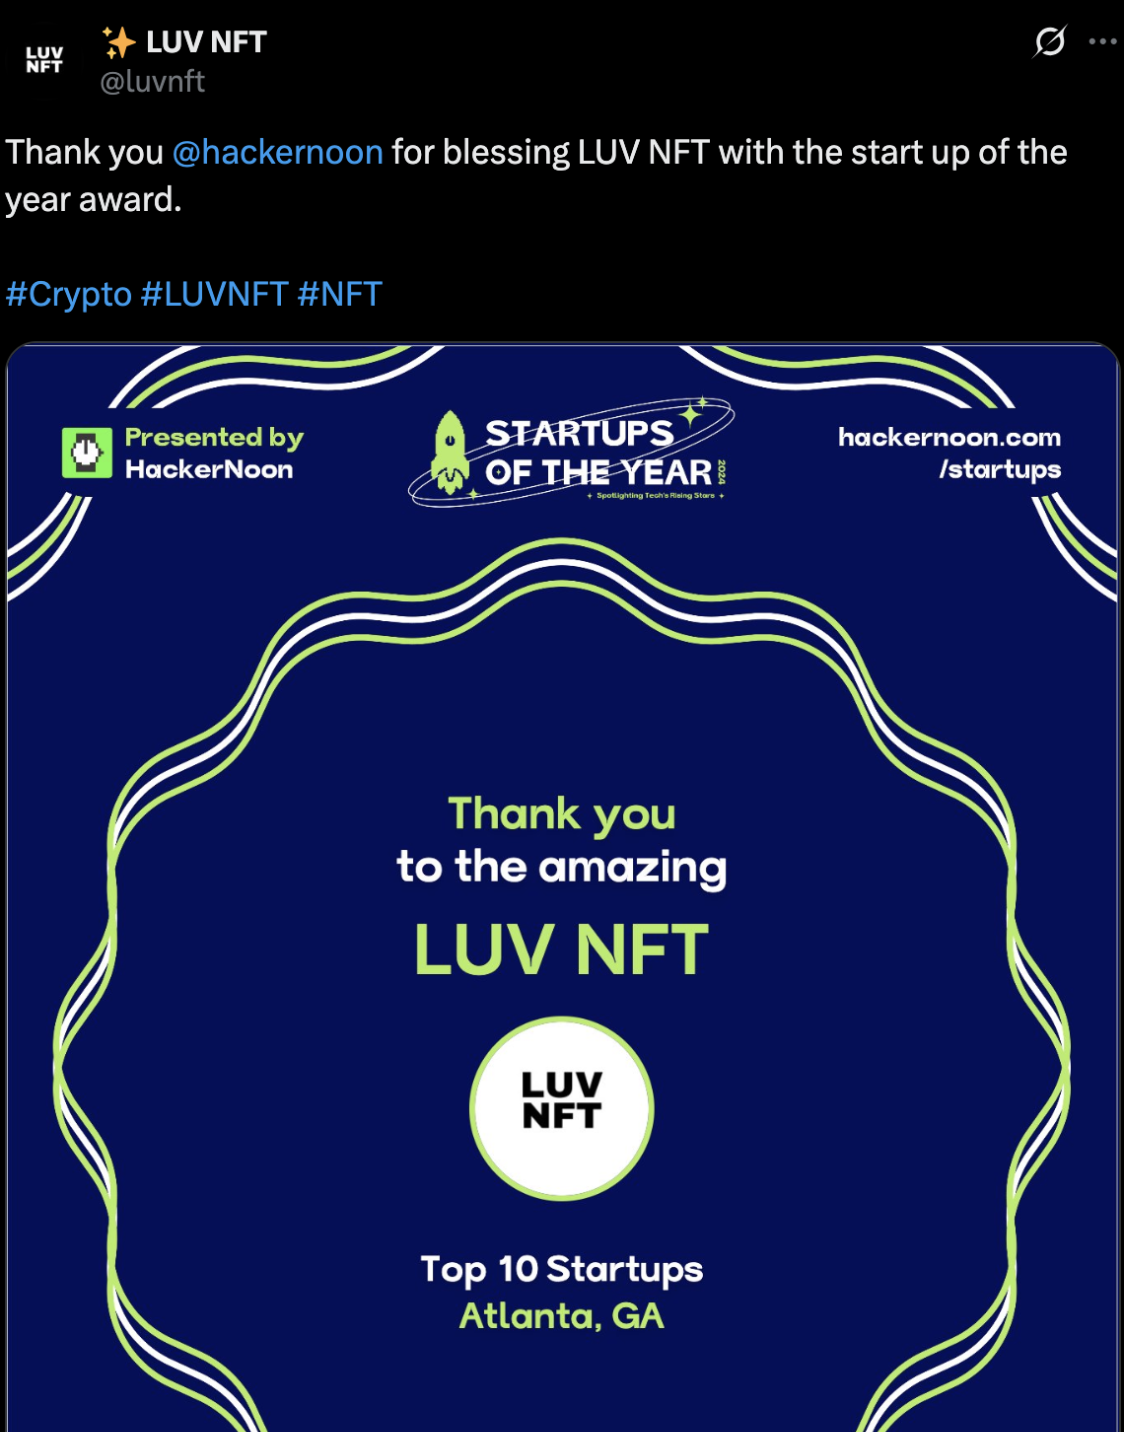 LUV NFT
@luvnft
LUV
NFT
Thank you @hackernoon for blessing LUV NFT with the start up of the
year award.
#Crypto #LUVNFT #NFT
Presented by
HackerNoon
STARTUPS
OF THE YEAR 2024
Spotlighting Tech's Rising Stars
hackernoon.com
/startups
Thank you
to the amazing
LUV NFT
LUV
NFT
Top 10 Startups
Atlanta, GA